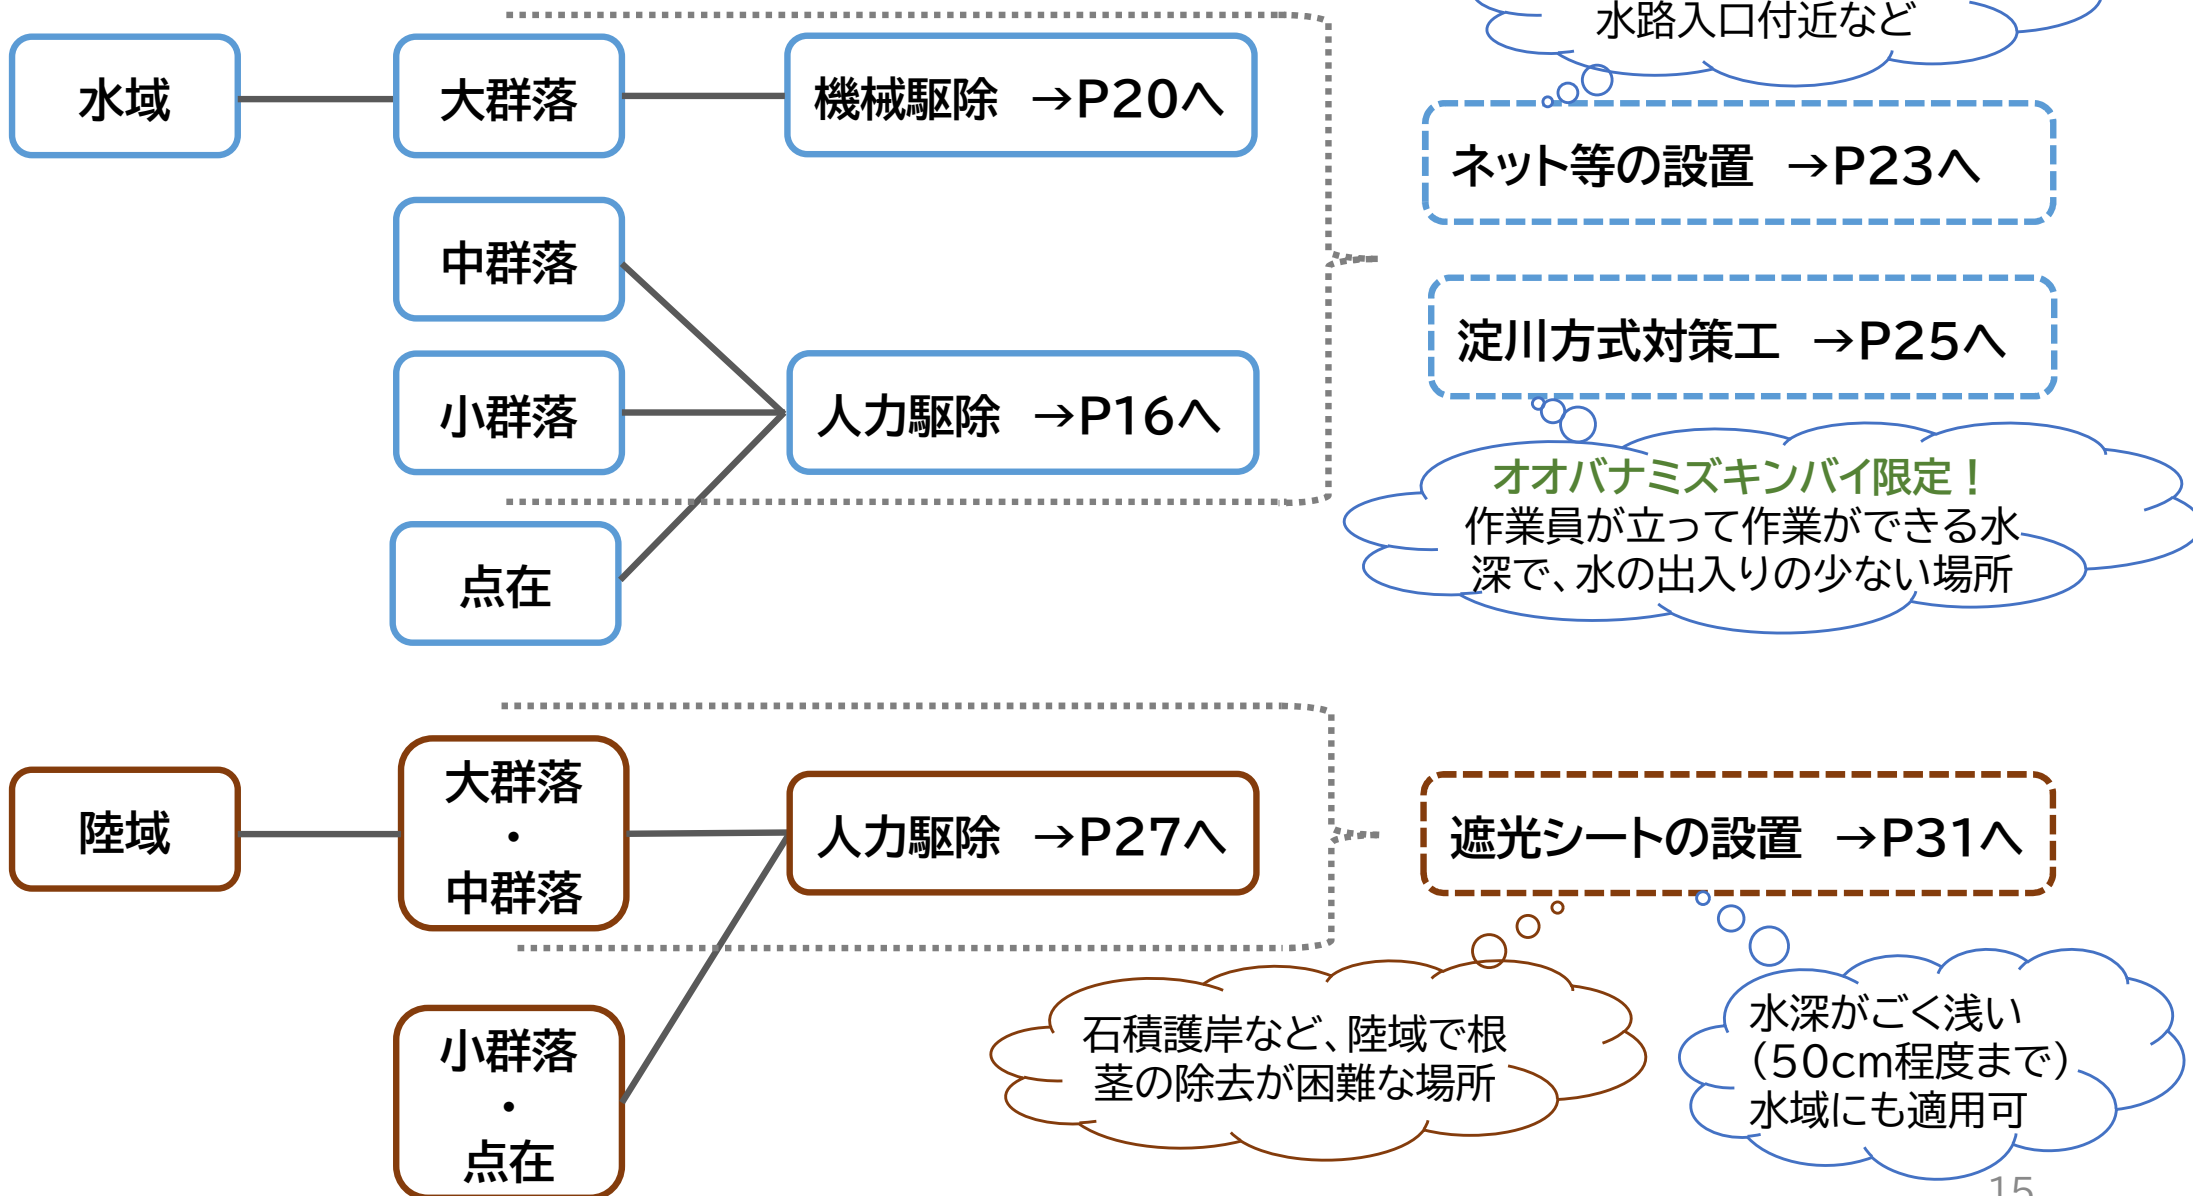 水路入口付近など
水域
大群落
機械駆除 →P20へ
ネット等の設置 →P23へ
中群落
淀川方式対策工 →P25へ
小群落
人力駆除 →P16へ
オオバナミズキンバイ限定！
作業員が立って作業ができる水
深で、水の出入りの少ない場所
点在
陸域
大群落
・
中群落
人力駆除 →P27へ
遮光シートの設置 →P31へ
石積護岸など、陸域で根
茎の除去が困難な場所
水深がごく浅い
（50cm程度まで）
水域にも適用可
小群落
・
点在
15